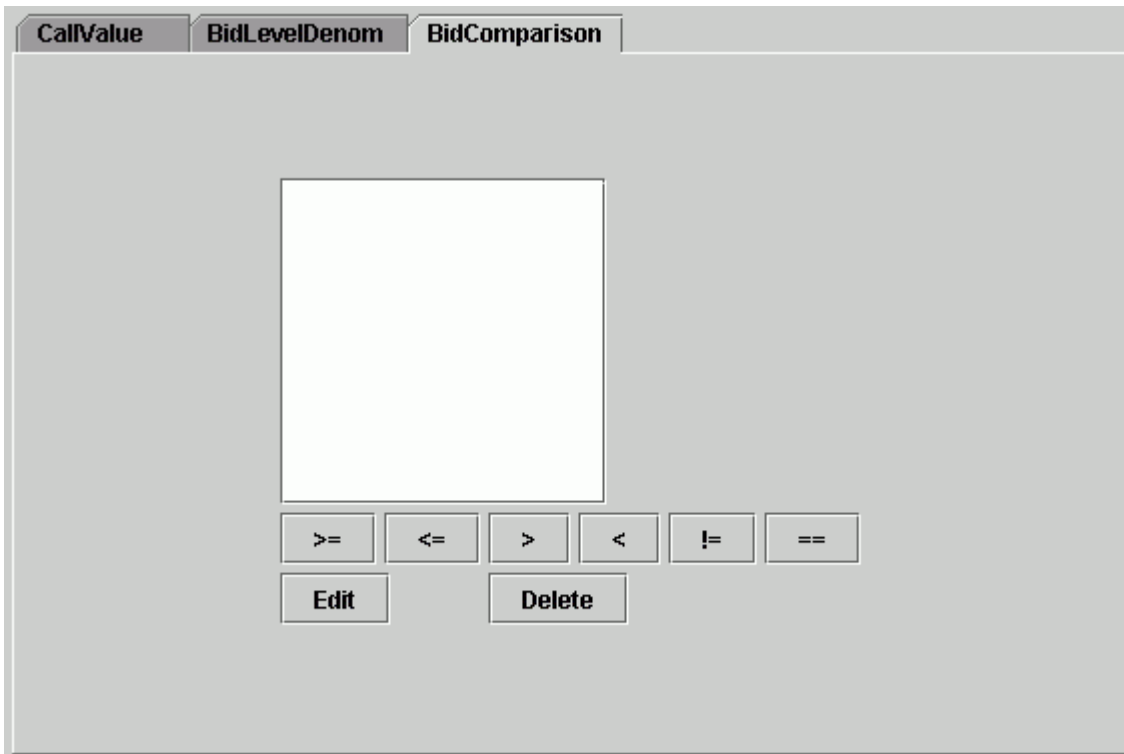 CallValue BidLevelDenom BidComparison
>= <= > < != ==
Edit Delete